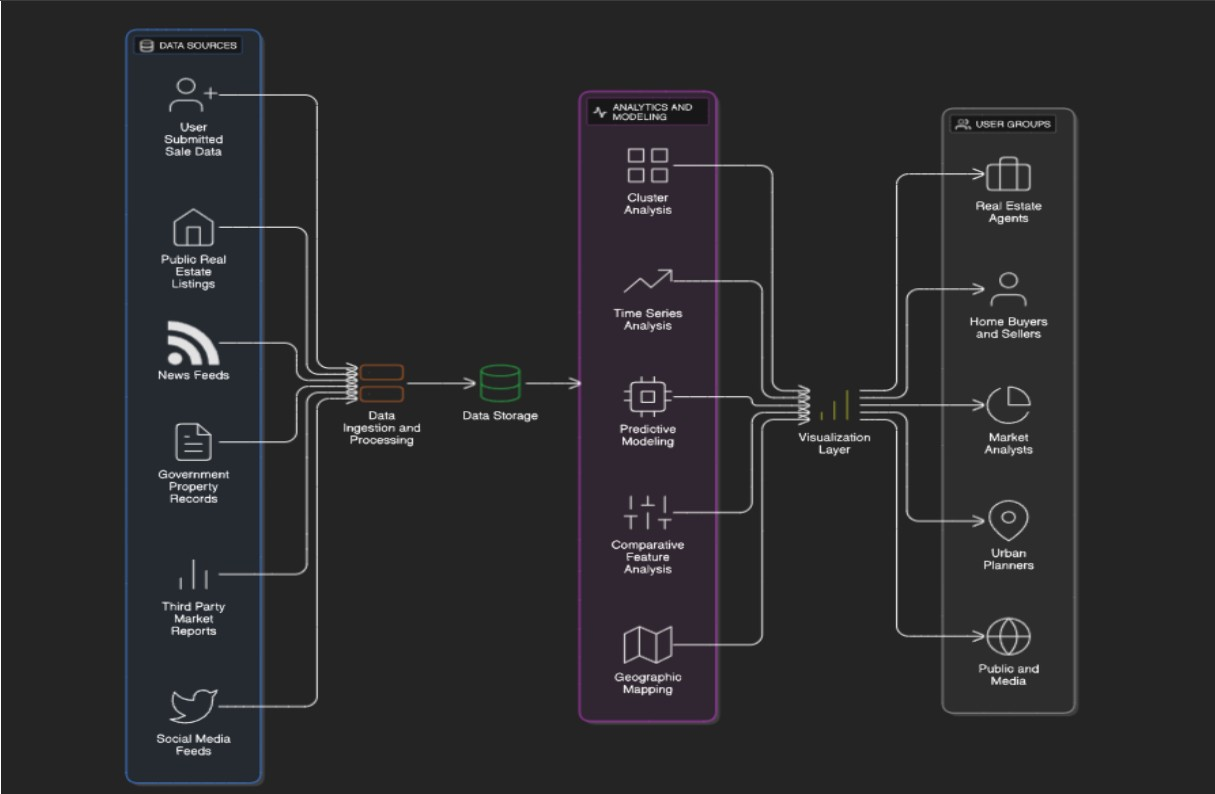 DATA SOURCES
User
Submitted
Sale Data
Public Real
Estate
Listings
News Feeds
Government
Property
Records
Third Party
Market
Reports
Social Media
Feeds
Data
Ingestion and
Processing
Data Storage
ANALYTICS AND
MODELING
Cluster
Analysis
Time Series
Analysis
Predictive
Modeling
Comparative
Feature
Analysis
Geographic
Mapping
Visualization
Layer
USER GROUPS
Real Estate
Agents
Home Buyers
and Sellers
Market
Analysts
Urban
Planners
Public and
Media